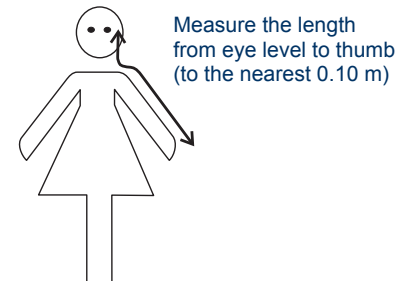 Measure the length
from eye level to thumb
(to the nearest 0.10 m)